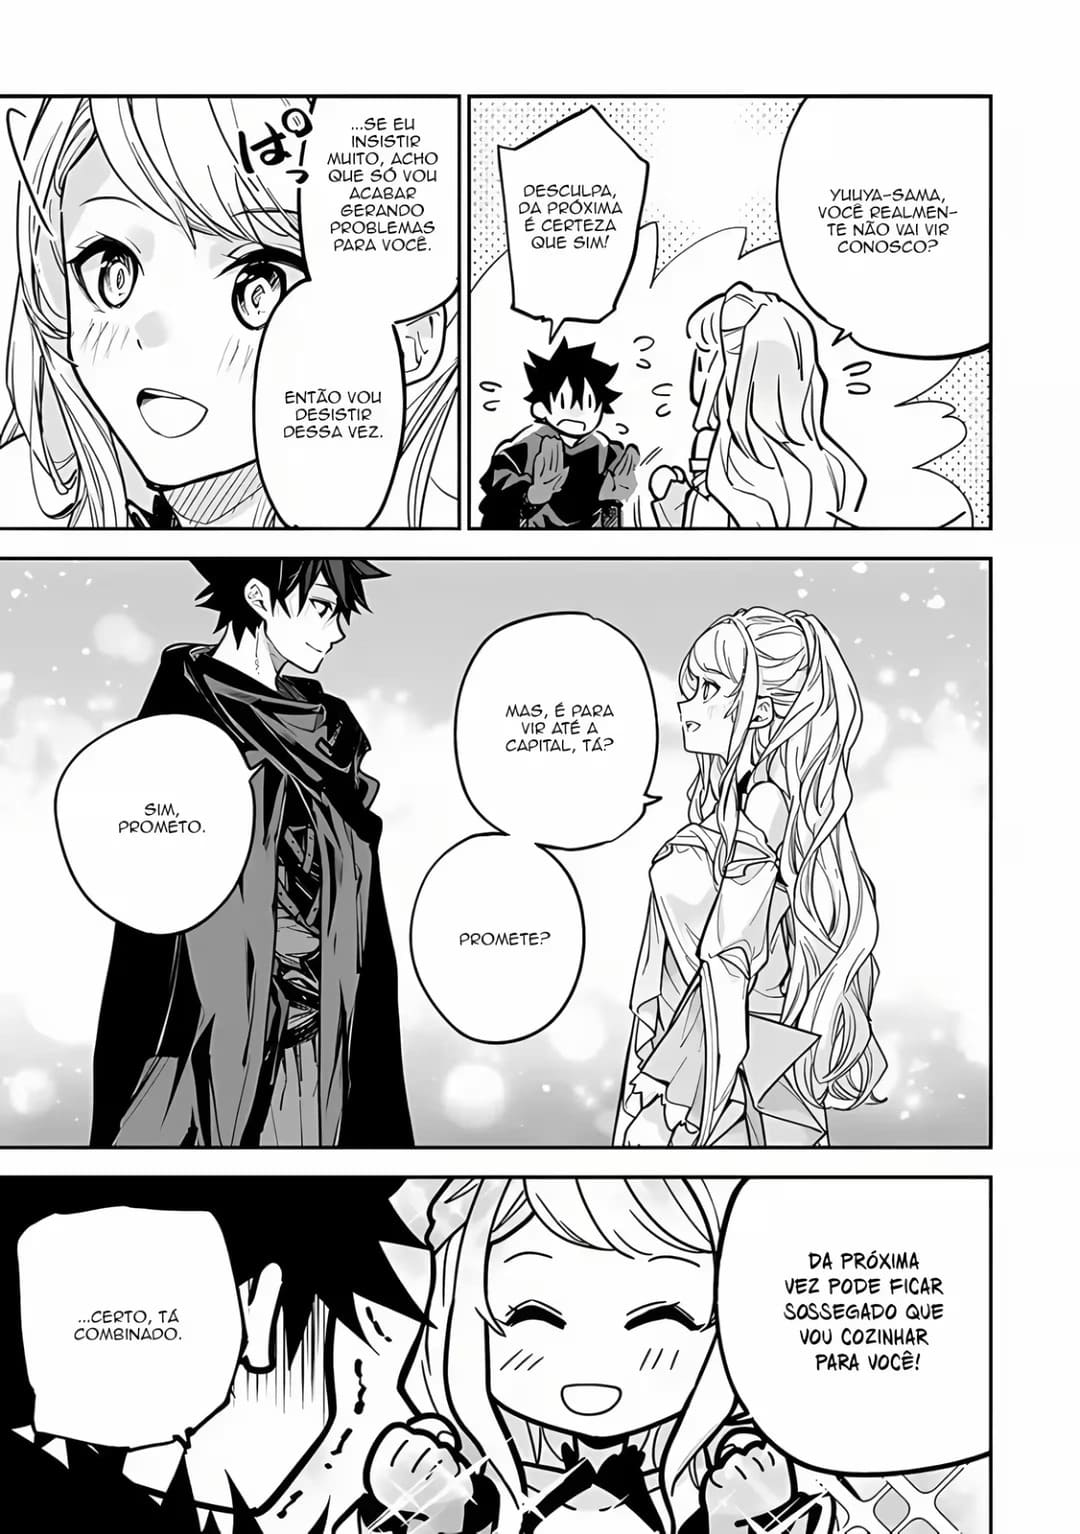 YUUYA-SAMA,
VOCÊ REALMEN-
TE NÃO VAI VIR
CONOSCO?
DESCULPA,
DA PRÓXIMA
É CERTEZA
QUE SIM!
...SE EU
INSISTIR
MUITO, ACHO
QUE SÓ VOU
ACABAR
GERANDO
PROBLEMAS
PARA VOCÊ.
ぱーっ
ENTÃO VOU
DESISTIR
DESSA VEZ.
MAS, É PARA
VIR ATÉ A
CAPITAL, TÁ?
PROMETE?
SIM,
PROMETO.
DA PRÓXIMA
VEZ PODE FICAR
SOSSEGADO QUE
VOU COZINHAR
PARA VOCÊ!
...CERTO, TÁ
COMBINADO.